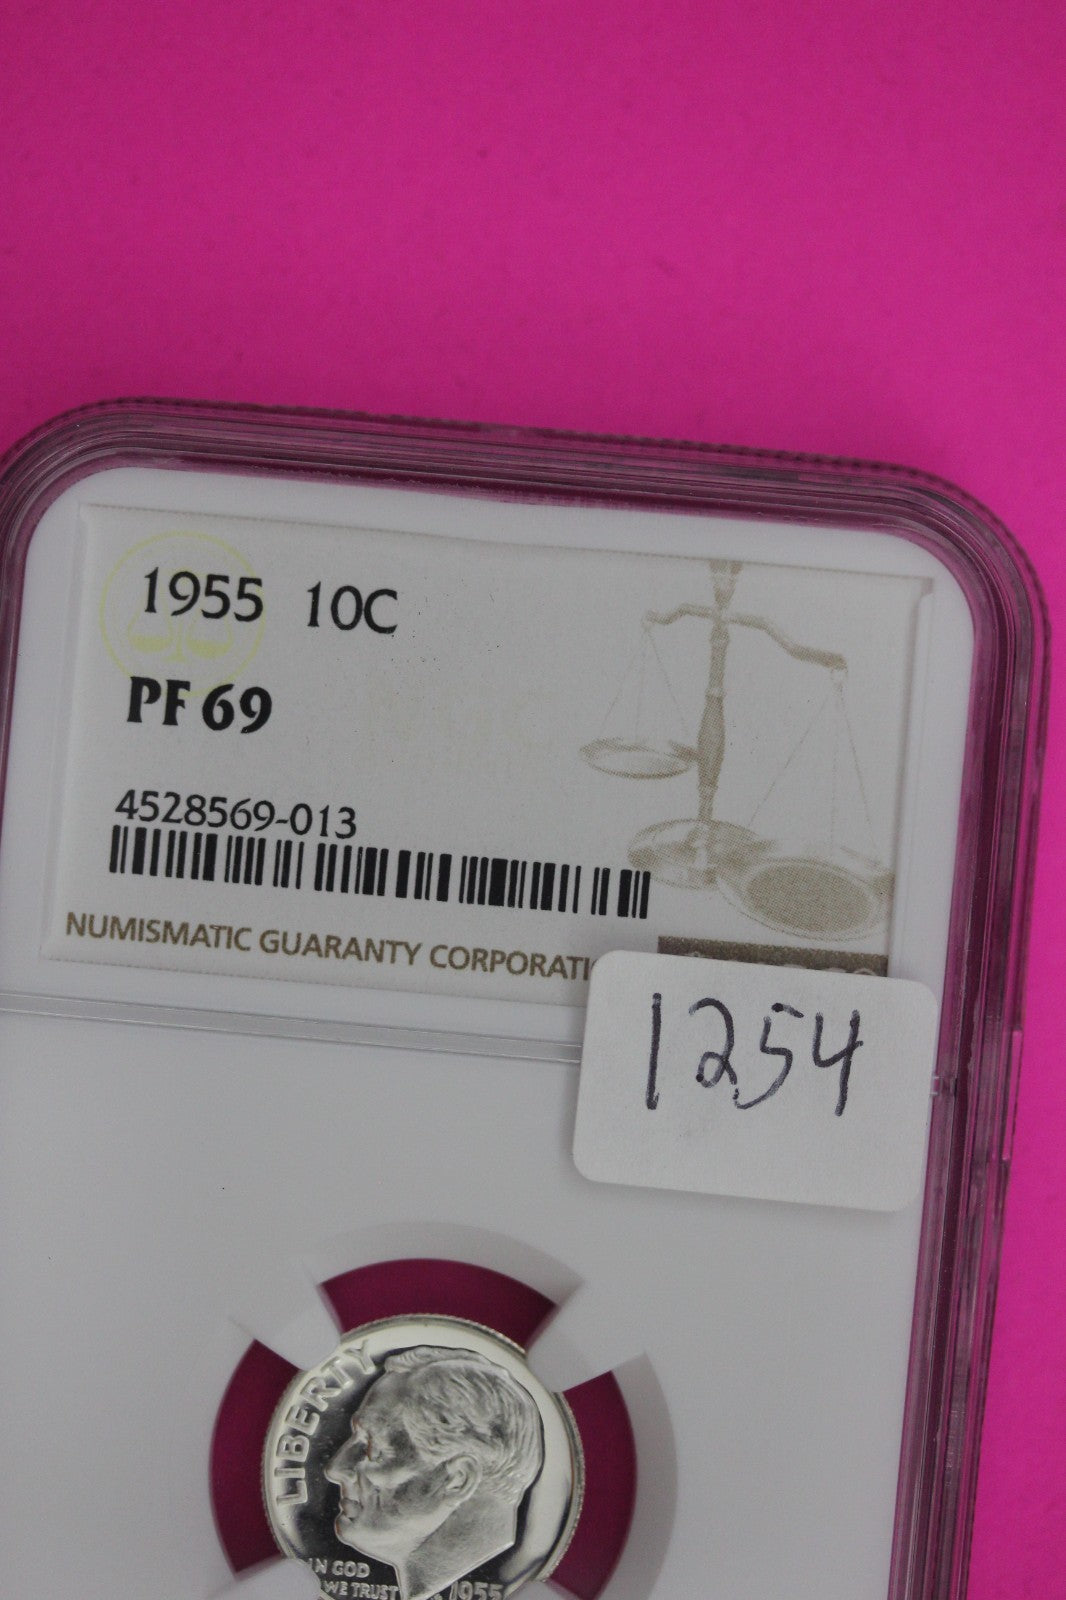 1955 10C
PF 69
4528569-013
NUMISMATIC GUARANTY CORPORATI
1254
LIBERTY
IN GOD
WE TRUST
1955